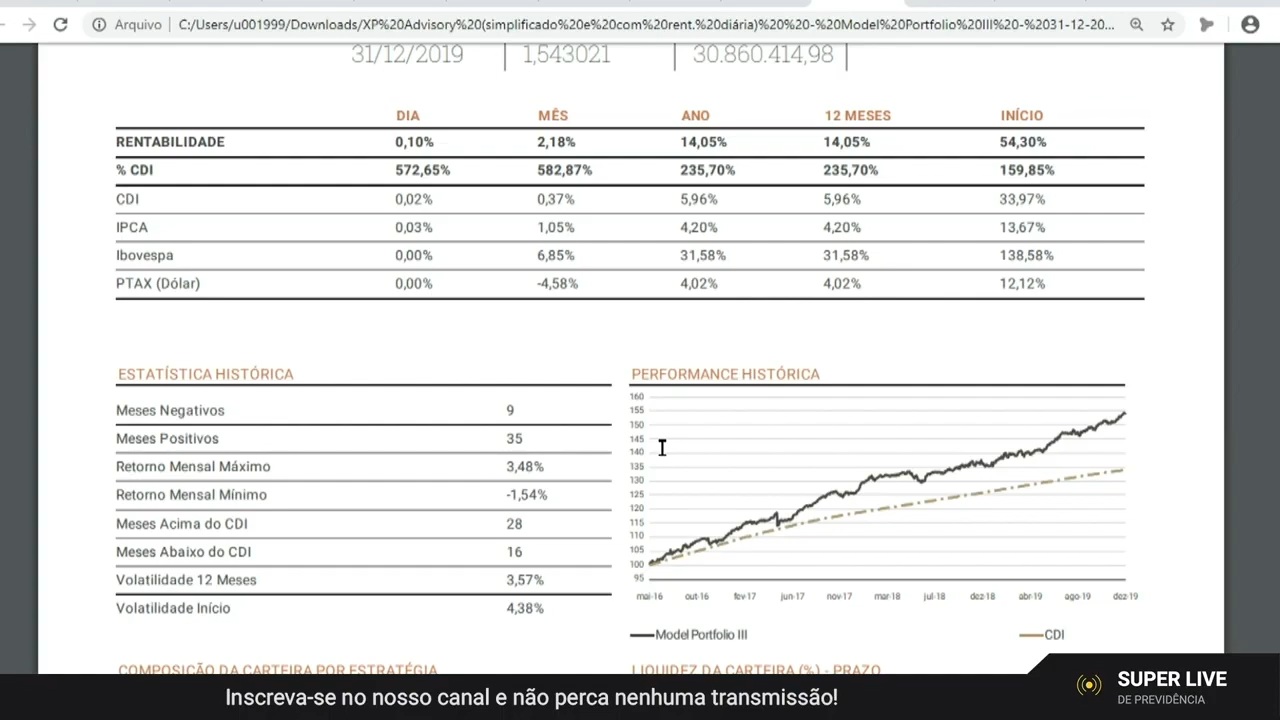 Arquivo | C:/Users/u001999/Downloads/XP%20Advisory%20(simplificado%20e%20com%20rent.%20diária)%20%20-%20Model%20Portfolio%20III%20-%2031-12-20...
31/12/2019 1,543021 30.860.414,98
DIA MÊS ANO 12 MESES INÍCIO
RENTABILIDADE 0,10% 2,18% 14,05% 14,05% 54,30%
% CDI 572,65% 582,87% 235,70% 235,70% 159,85%
CDI 0,02% 0,37% 5,96% 5,96% 33,97%
IPCA 0,03% 1,05% 4,20% 4,20% 13,67%
Ibovespa 0,00% 6,85% 31,58% 31,58% 138,58%
PTAX (Dólar) 0,00% -4,58% 4,02% 4,02% 12,12%
ESTATÍSTICA HISTÓRICA
Meses Negativos 9
Meses Positivos 35
Retorno Mensal Máximo 3,48%
Retorno Mensal Mínimo -1,54%
Meses Acima do CDI 28
Meses Abaixo do CDI 16
Volatilidade 12 Meses 3,57%
Volatilidade Início 4,38%
PERFORMANCE HISTÓRICA
160
155
150
145
140
135
130
125
120
115
110
105
100
95
mai-16 out-16 fev-17 jun-17 nov-17 mar-18 jul-18 dez-18 abr-19 ago-19 dez-19
Model Portfolio III CDI
COMPOSIÇÃO DA CARTEIRA POR ESTRATÉGIA
LIQUIDEZ DA CARTEIRA (%) - PRAZO
Inscreva-se no nosso canal e não perca nenhuma transmissão!
SUPER LIVE
DE PREVIDÊNCIA